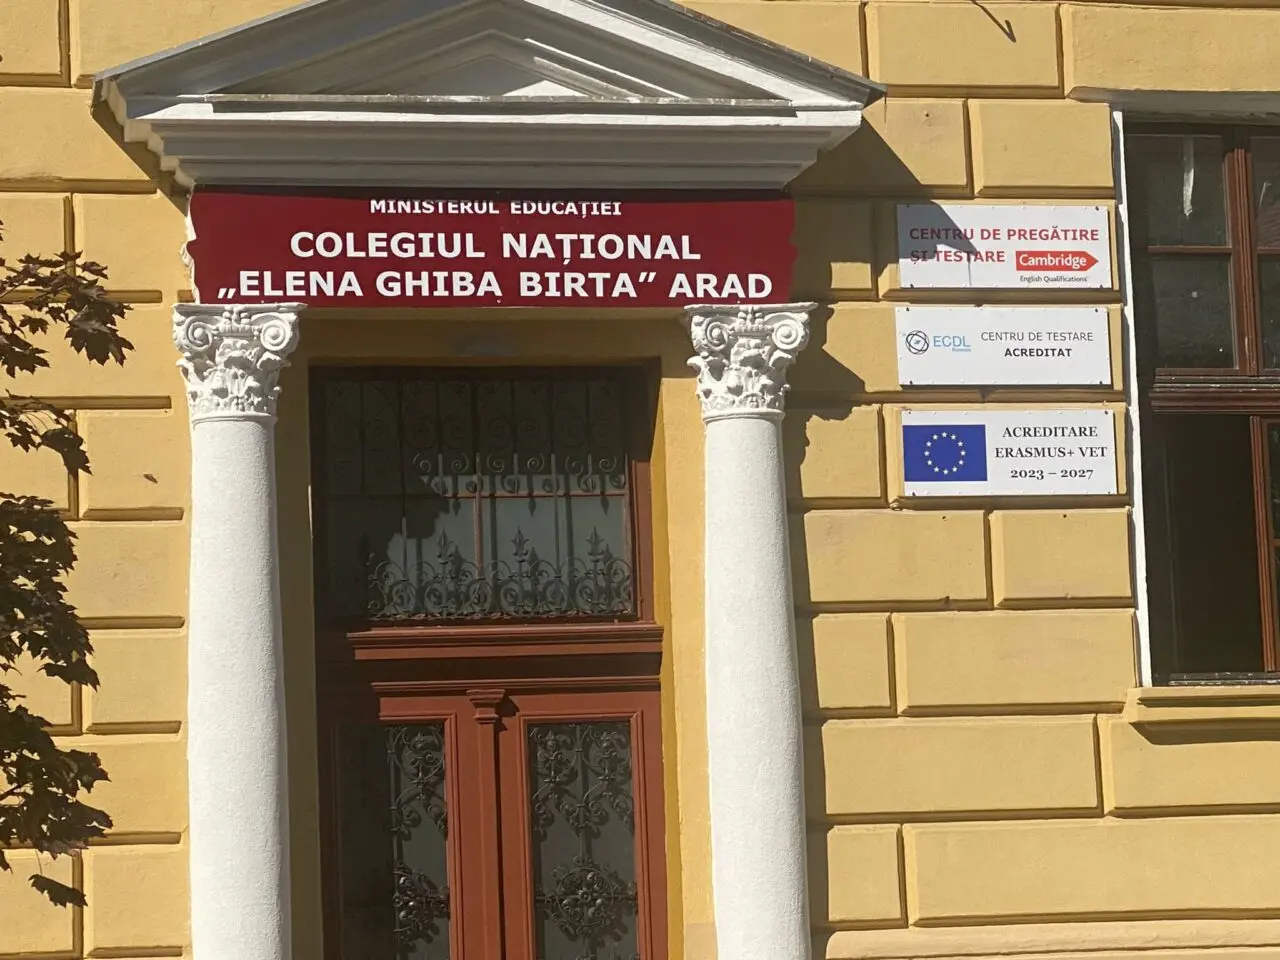 MINISTERUL EDUCAȚIEI
COLEGIUL NAȚIONAL
„ELENA GHIBA BIRTA” ARAD
CENTRU DE PREGĂTIRE
ȘI TESTARE Cambridge
English Qualifications
ECDL
Romania
CENTRU DE TESTARE
ACREDITAT
ACREDITARE
ERASMUS+ VET
2023 – 2027